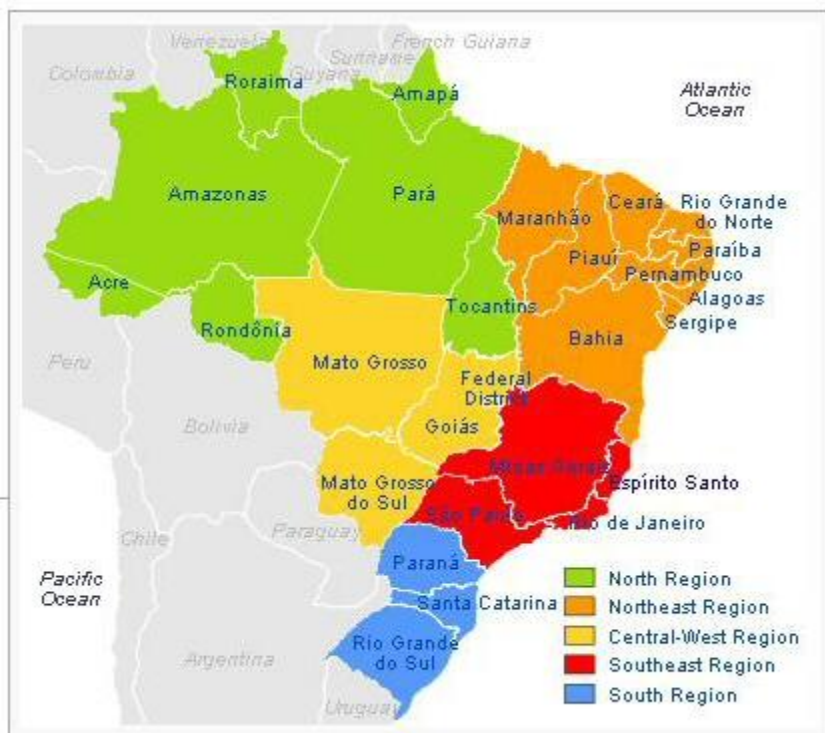 Venezuela
French Guiana
Suriname
Colombia
Guyana
Roraima
Amapá
Atlantic
Ocean
Amazonas
Pará
Maranhão
Ceará
Rio Grande
do Norte
Paraíba
Piauí
Pernambuco
Acre
Tocantins
Alagoas
Rondônia
Sergipe
Bahia
Peru
Mato Grosso
Federal
District
Goiás
Bolivia
Minas Gerais
Mato Grosso
do Sul
Espírito Santo
São Paulo
Rio de Janeiro
Paraguay
Chile
Paraná
Pacific
Ocean
Santa Catarina
Rio Grande
do Sul
Argentina
Uruguay
North Region
Northeast Region
Central-West Region
Southeast Region
South Region